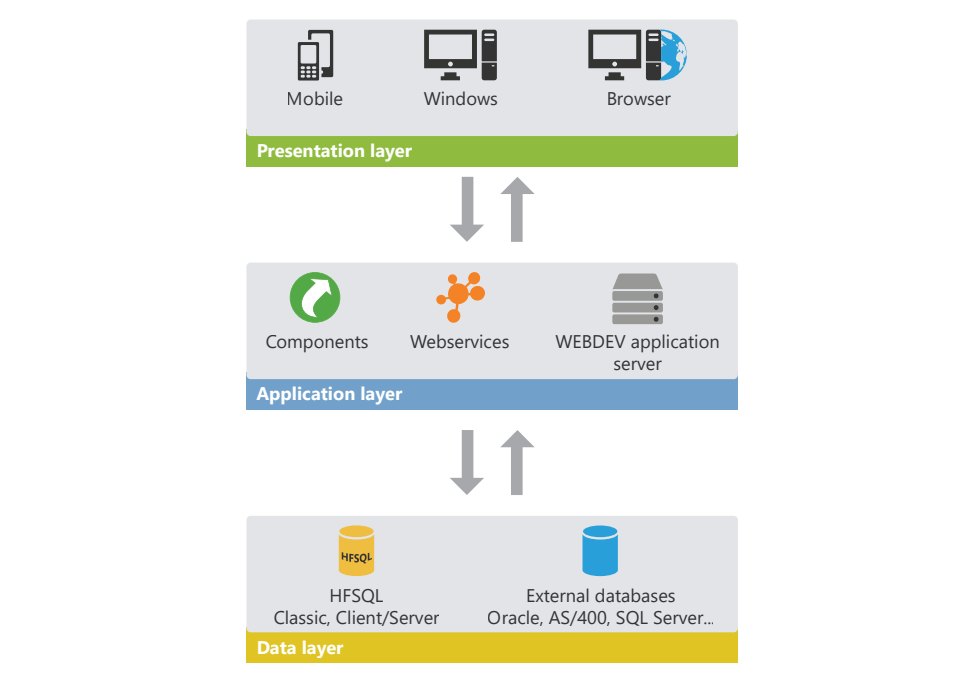 Mobile
Windows
Browser
Presentation layer
Components
Webservices
WEBDEV application
server
Application layer
HFSQL
HFSQL
Classic, Client/Server
External databases
Oracle, AS/400, SQL Server...
Data layer